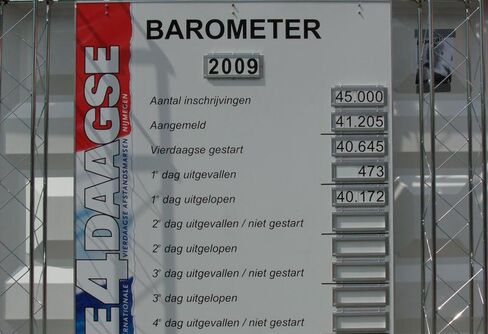 BAROMETER
2009
Aantal inschrijvingen 45.000
Aangemeld 41.205
Vierdaagse gestart 40.645
1e dag uitgevallen 473
1e dag uitgelopen 40.172
2e dag uitgevallen / niet gestart
2e dag uitgelopen
3e dag uitgevallen / niet gestart
3e dag uitgelopen
4e dag uitgevallen / niet gestart
E 4DAAGSE
INTERNATIONALE VIERDAAGSE AFSTANDSMARSEN NIJMEGEN